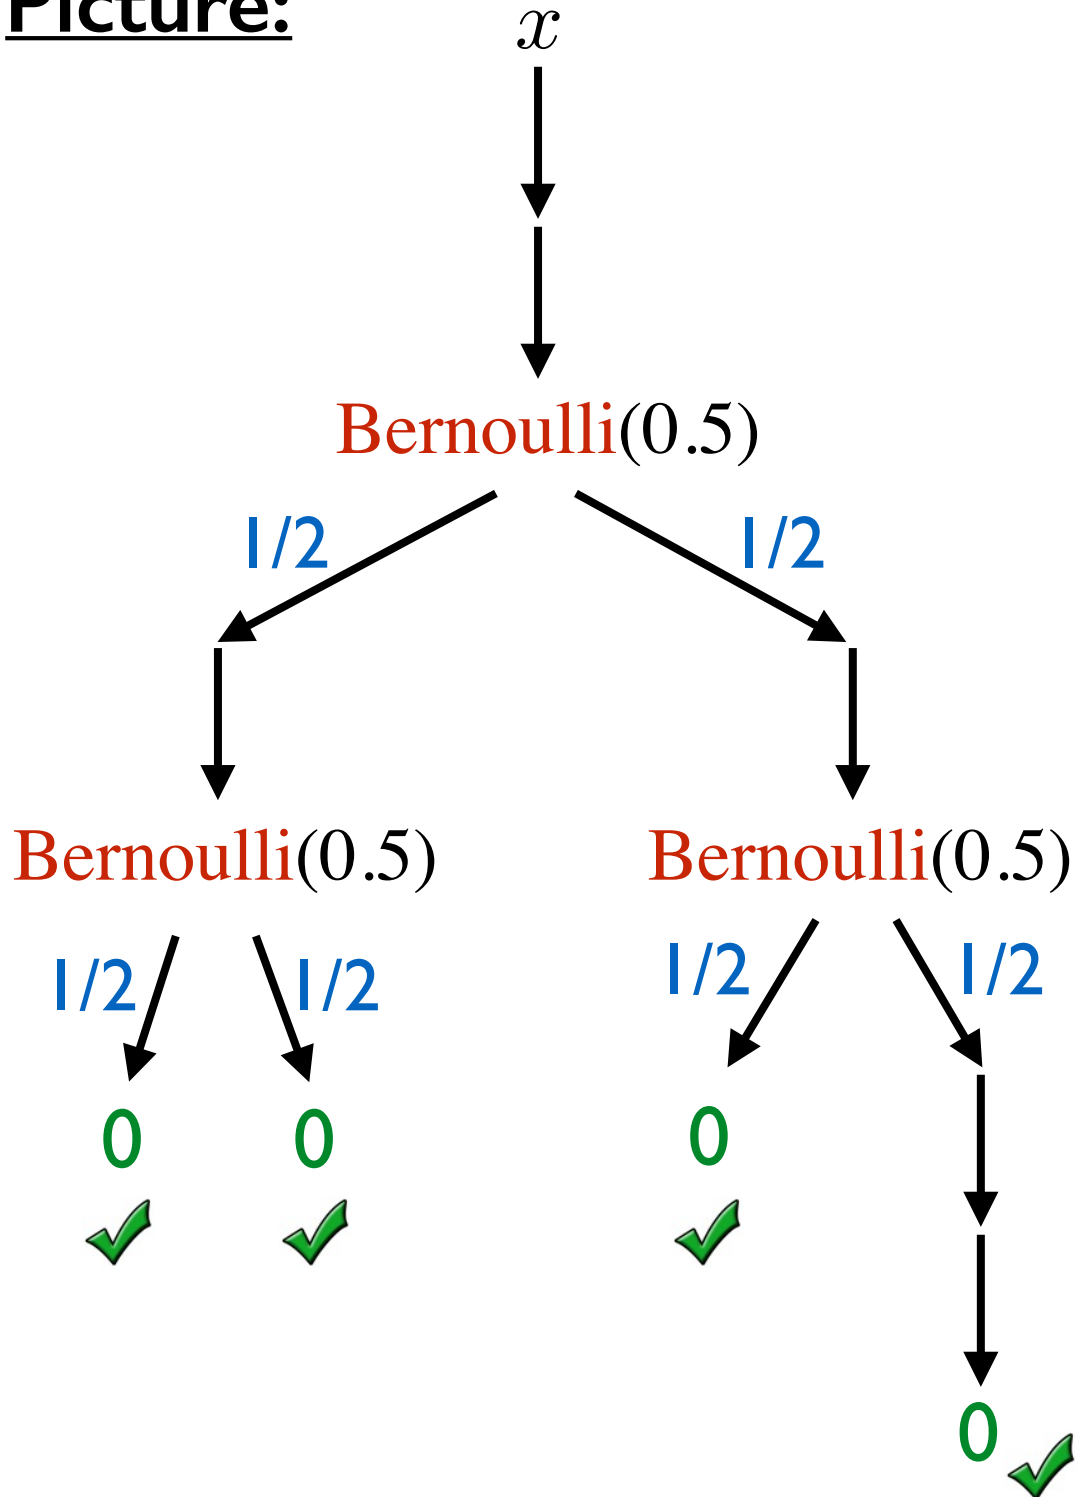 Picture:
x
Bernoulli(0.5)
1/2 1/2
Bernoulli(0.5) Bernoulli(0.5)
1/2 1/2 1/2 1/2
0 0 0
0